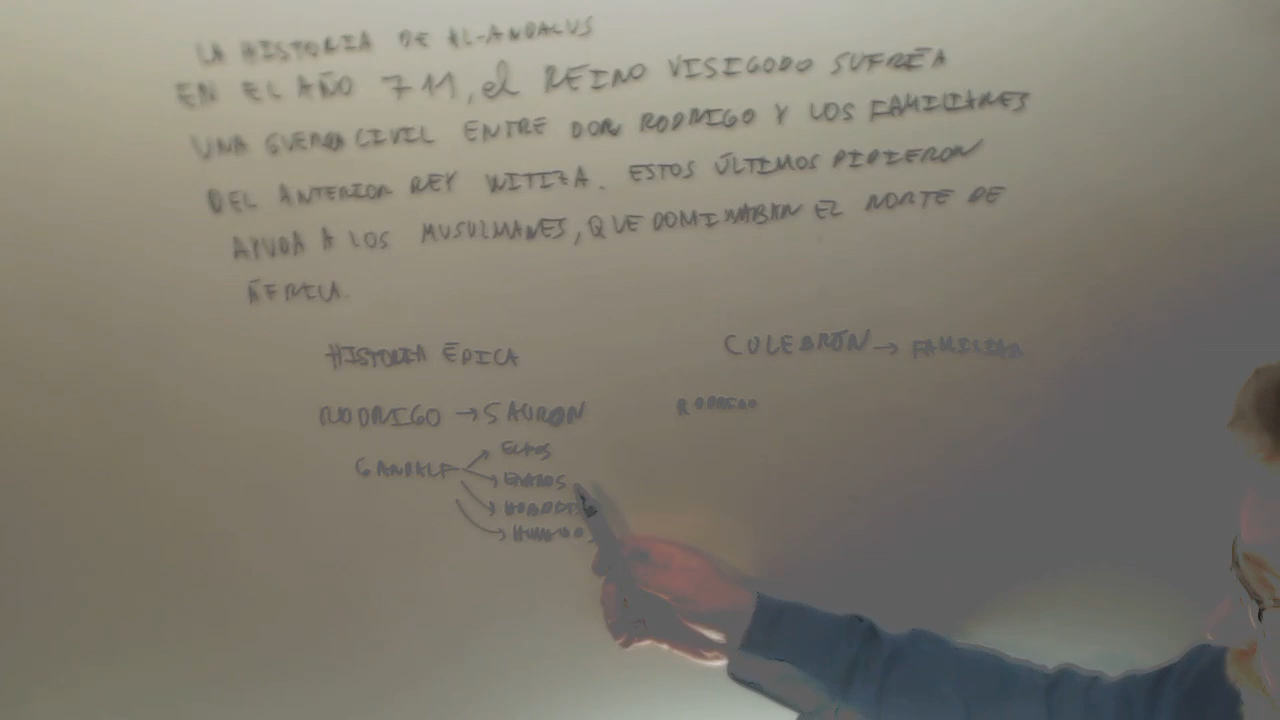 LA HISTORIA DE AL-ANDALUS
EN EL AÑO 711, el REINO VISIGODO SUFRÍA
UNA GUERRA CIVIL ENTRE DON RODRIGO Y LOS FAMILIARES
DEL ANTERIOR REY WITIZA. ESTOS ÚLTIMOS PIDIERON
AYUDA A LOS MUSULMANES, QUE DOMINABAN EL NORTE DE
ÁFRICA.
HISTORIA ÉPICA
CULEBRÓN → FAMILIAR
RODRIGO → SAURON
RODRIGO
GANDALF
ELFOS
ENANOS
HOBBITS
HUMANOS